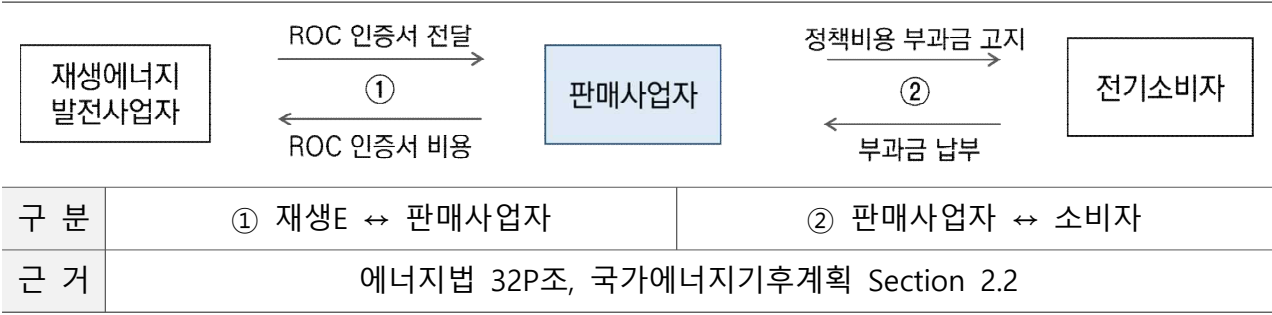 재생에너지
발전사업자
ROC 인증서 전달
①
ROC 인증서 비용
판매사업자
정책비용 부과금 고지
②
부과금 납부
전기소비자
구 분 ① 재생E ↔ 판매사업자 ② 판매사업자 ↔ 소비자
근 거 에너지법 32P조, 국가에너지기후계획 Section 2.2